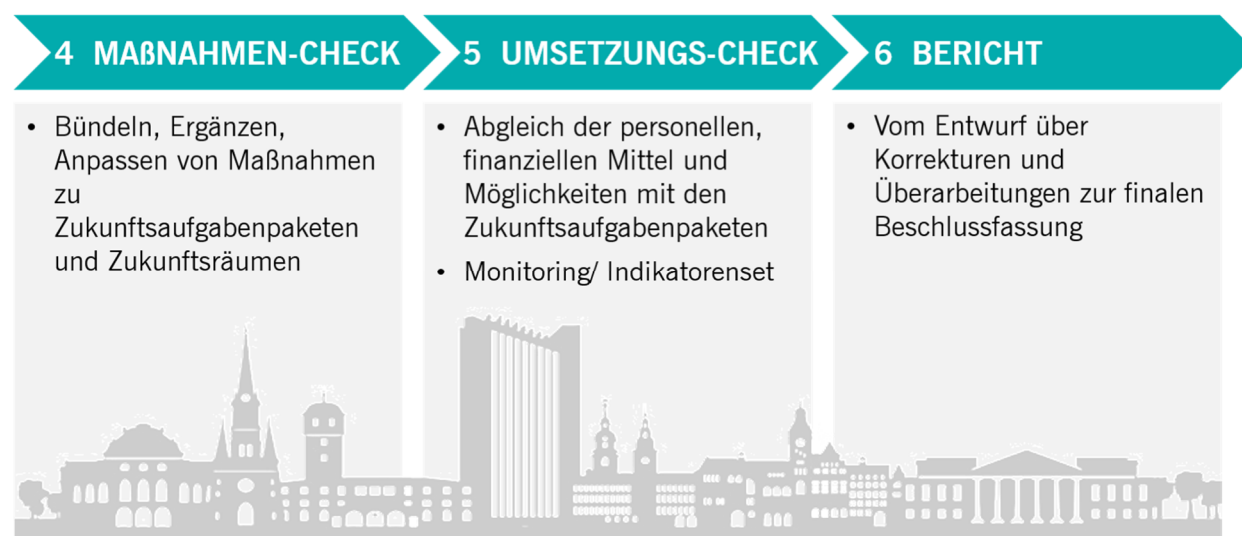 4 MAßNAHMEN-CHECK
• Bündeln, Ergänzen,
Anpassen von Maßnahmen
zu
Zukunftsaufgabenpaketen
und Zukunftsräumen
5 UMSETZUNGS-CHECK
• Abgleich der personellen,
finanziellen Mittel und
Möglichkeiten mit den
Zukunftsaufgabenpaketen
• Monitoring/ Indikatorenset
6 BERICHT
• Vom Entwurf über
Korrekturen und
Überarbeitungen zur finalen
Beschlussfassung